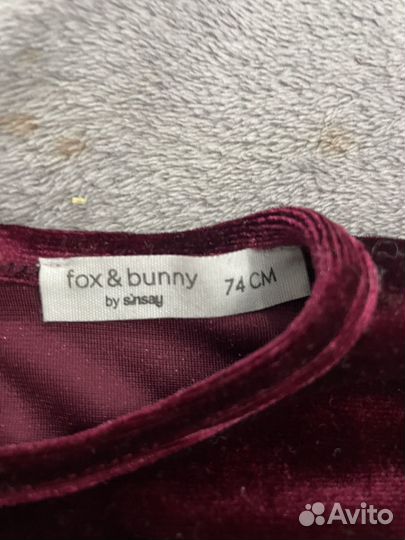 fox & bunny
by sinsay
74 CM
Avito